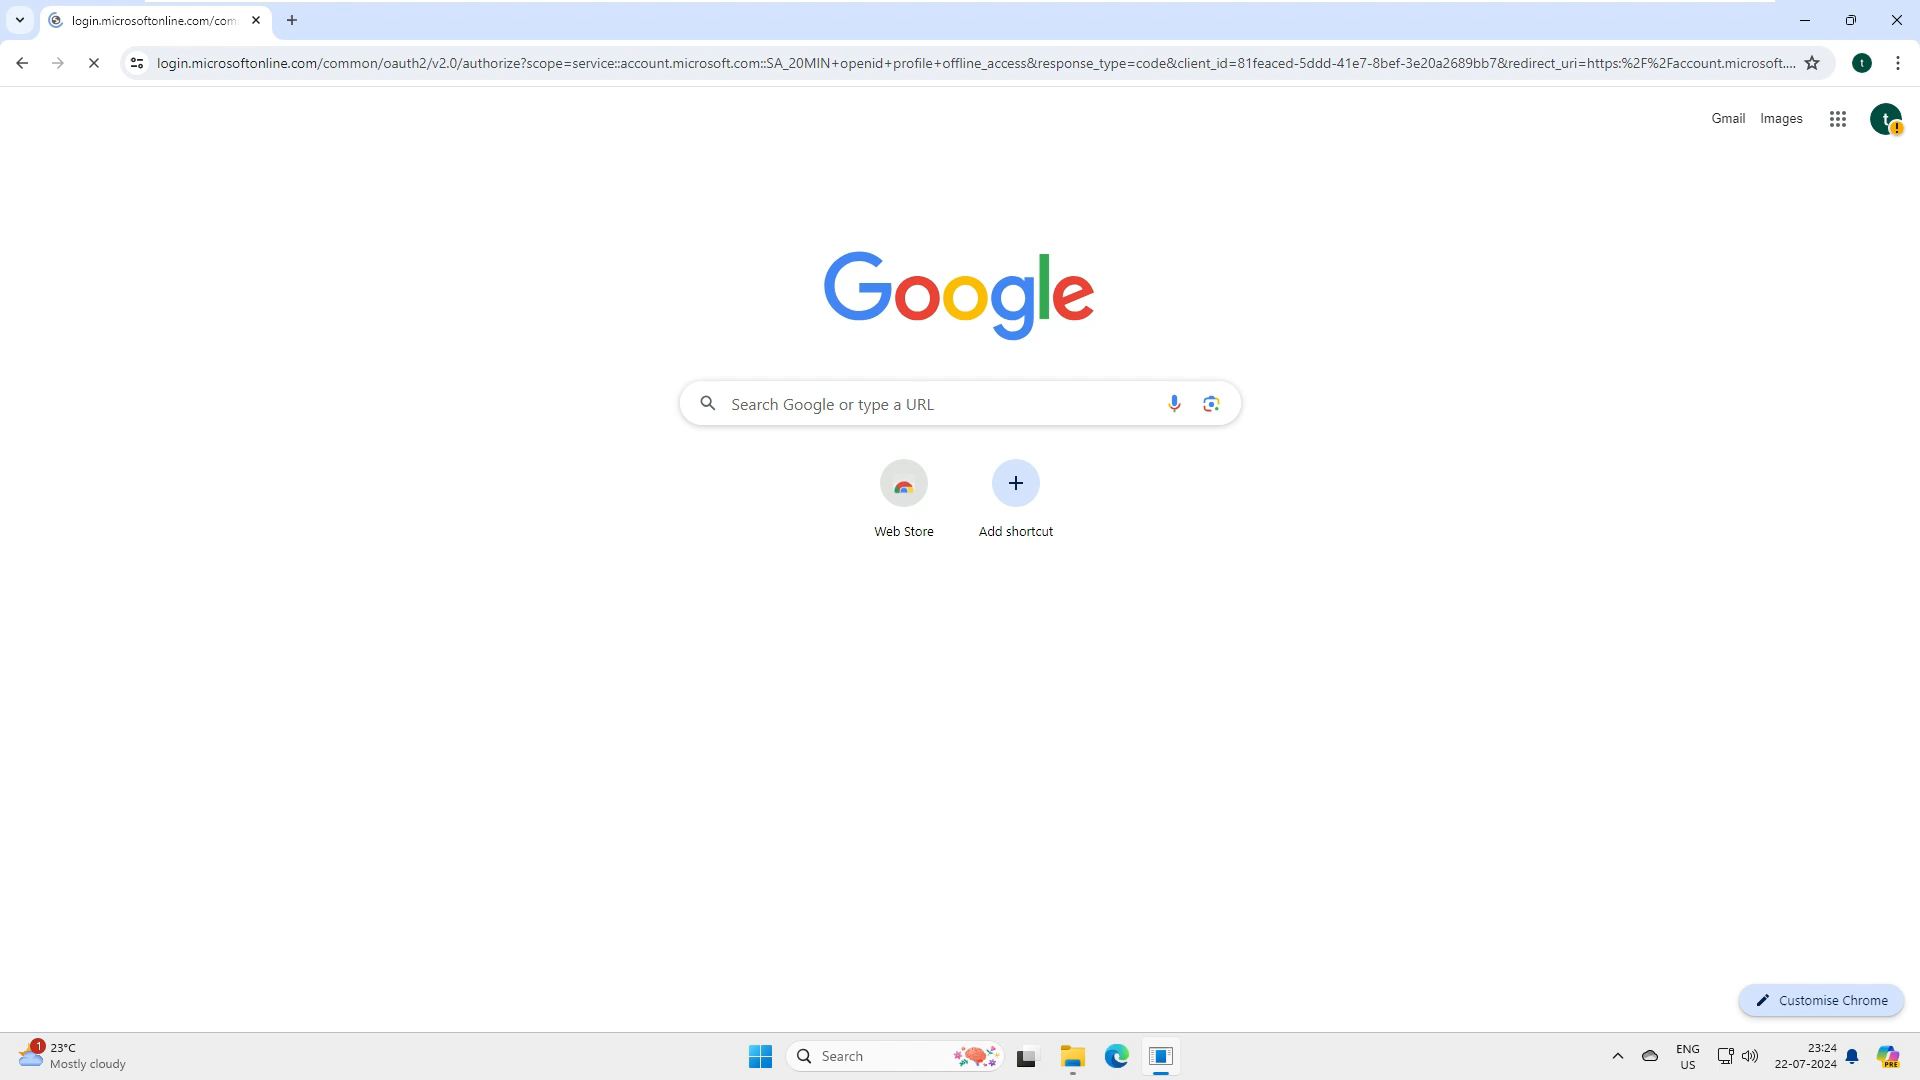 login.microsoftonline.com/com
login.microsoftonline.com/common/oauth2/v2.0/authorize?scope=service::account.microsoft.com::SA_20MIN+openid+profile+offline_access&response_type=code&client_id=81feaced-5ddd-41e7-8bef-3e20a2689bb7&redirect_uri=https:%2F%2Faccount.microsoft....
t
Gmail Images
t
Google
Search Google or type a URL
Web Store Add shortcut
Customise Chrome
1
23°C
Mostly cloudy
Search
ENG
US
23:24
22-07-2024
PRE